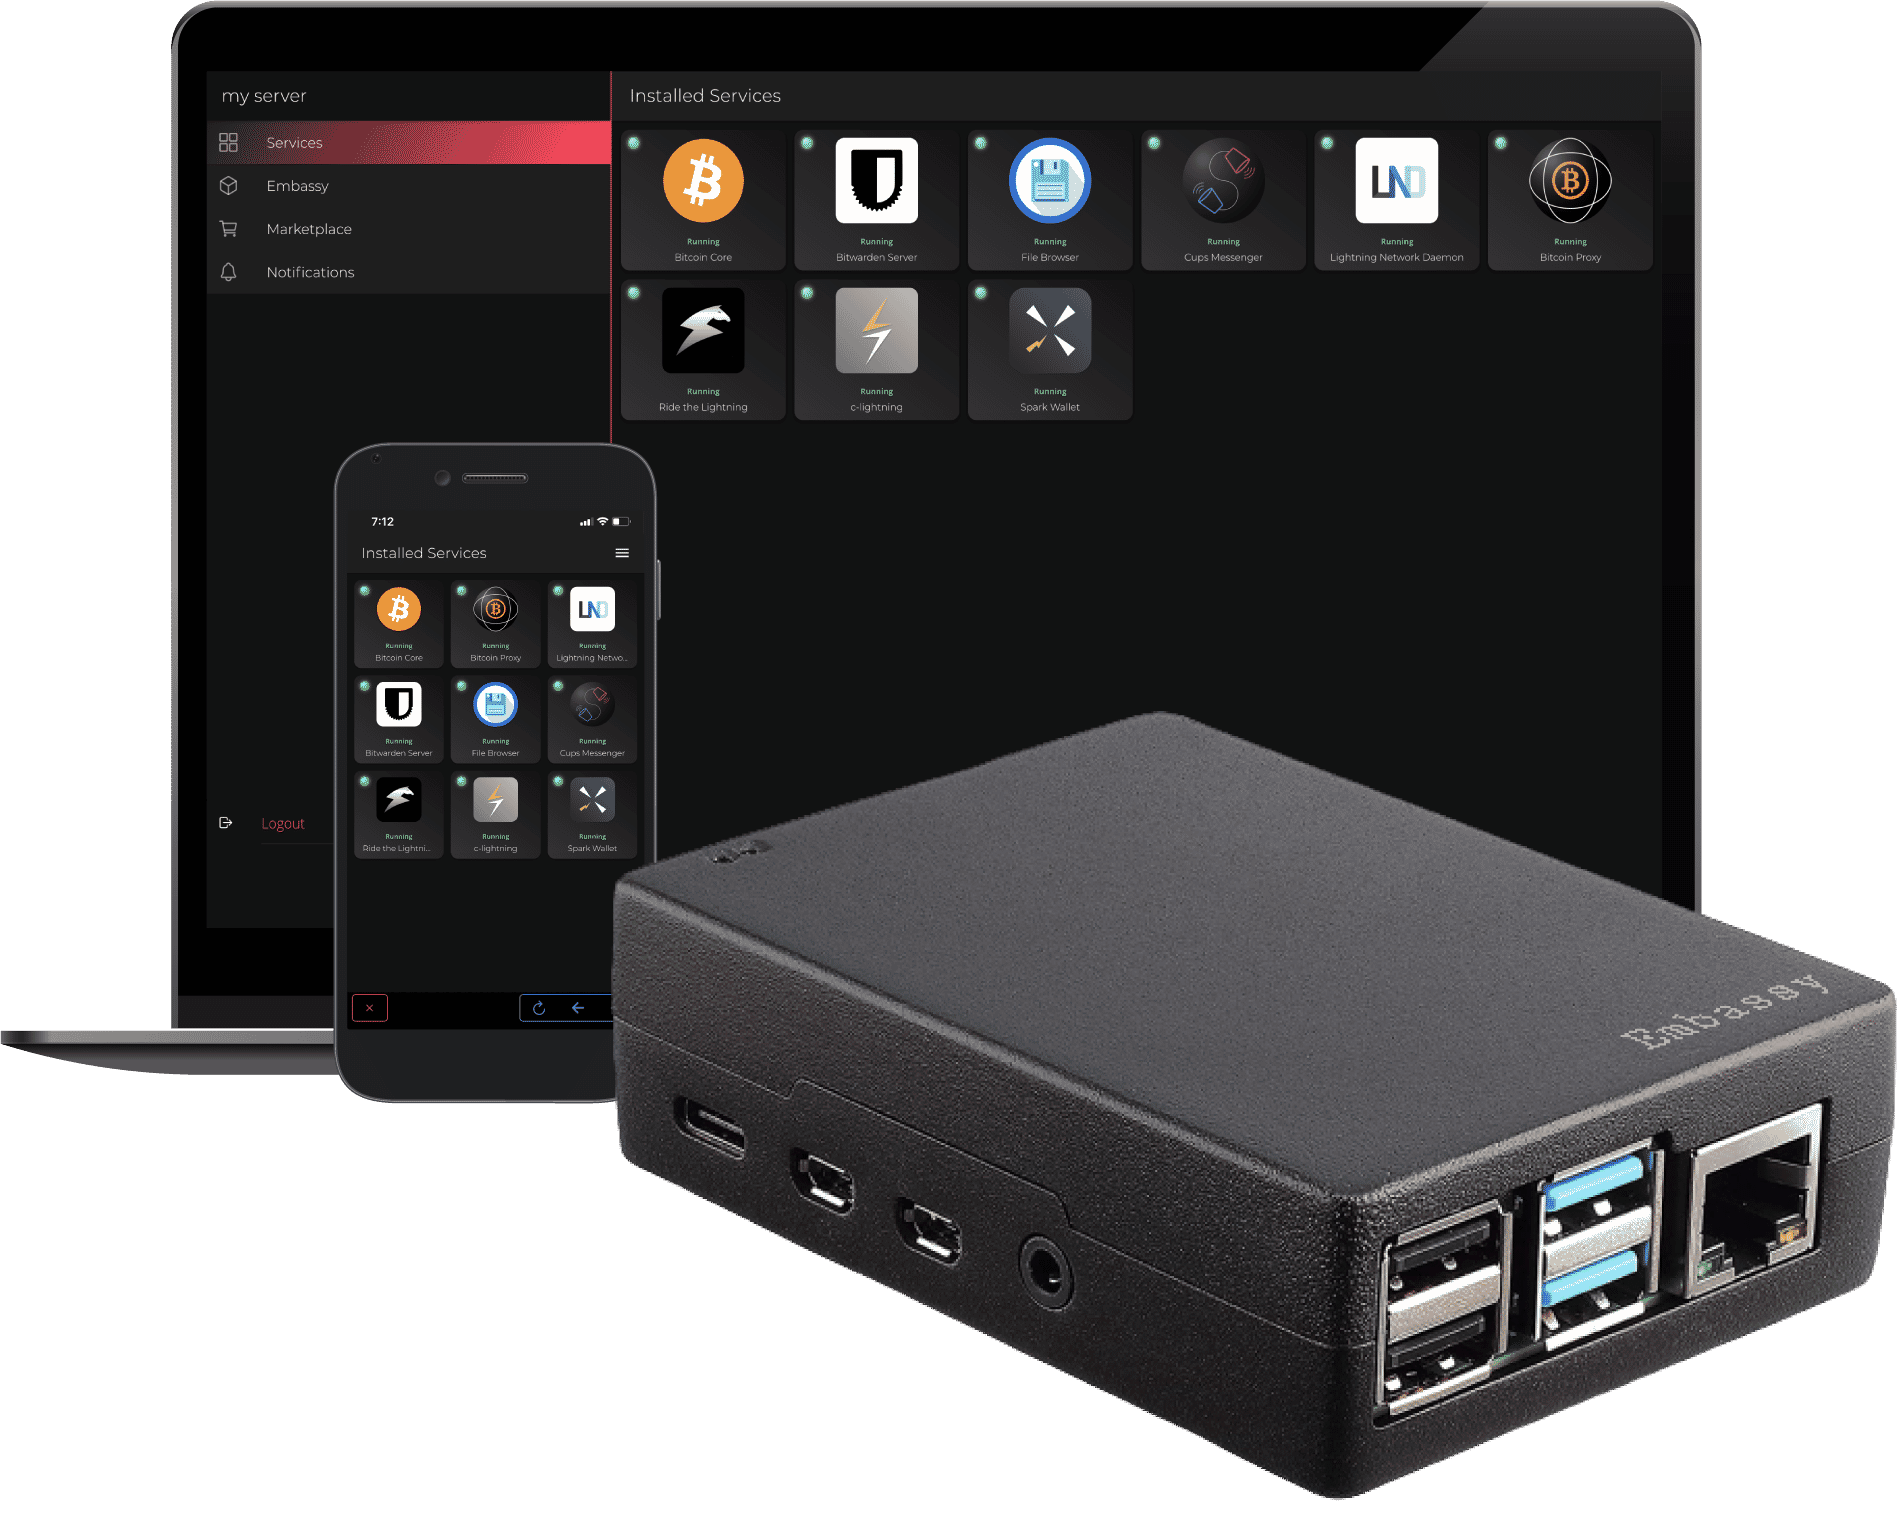 my server
Services
Embassy
Marketplace
Notifications
Logout
Installed Services
Running
Bitcoin Core
Running
Bitwarden Server
Running
File Browser
Running
Cups Messenger
LND
Running
Lightning Network Daemon
Running
Bitcoin Proxy
Running
Ride the Lightning
Running
c-lightning
Running
Spark Wallet
7:12
Installed Services
Running
Bitcoin Core
Running
Bitcoin Proxy
LND
Running
Lightning Netwo...
Running
Bitwarden Server
Running
File Browser
Running
Cups Messenger
Running
Ride the Lightni...
Running
c-lightning
Running
Spark Wallet
Embassy